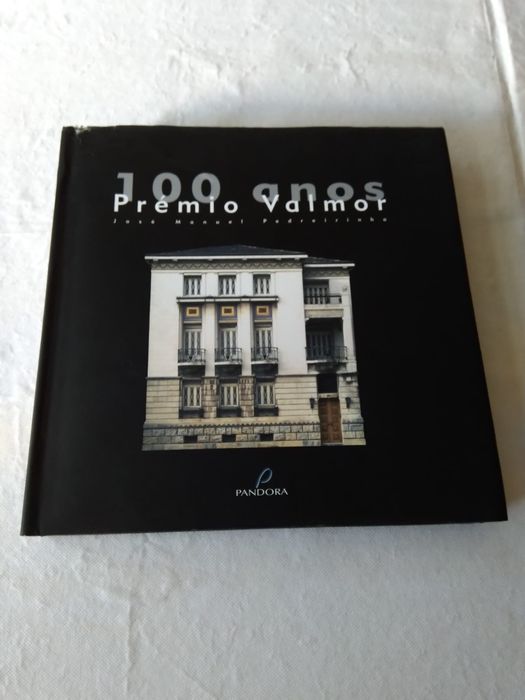 100 anos
Prémio Valmor
José Manuel Pedreirinho
PANDORA